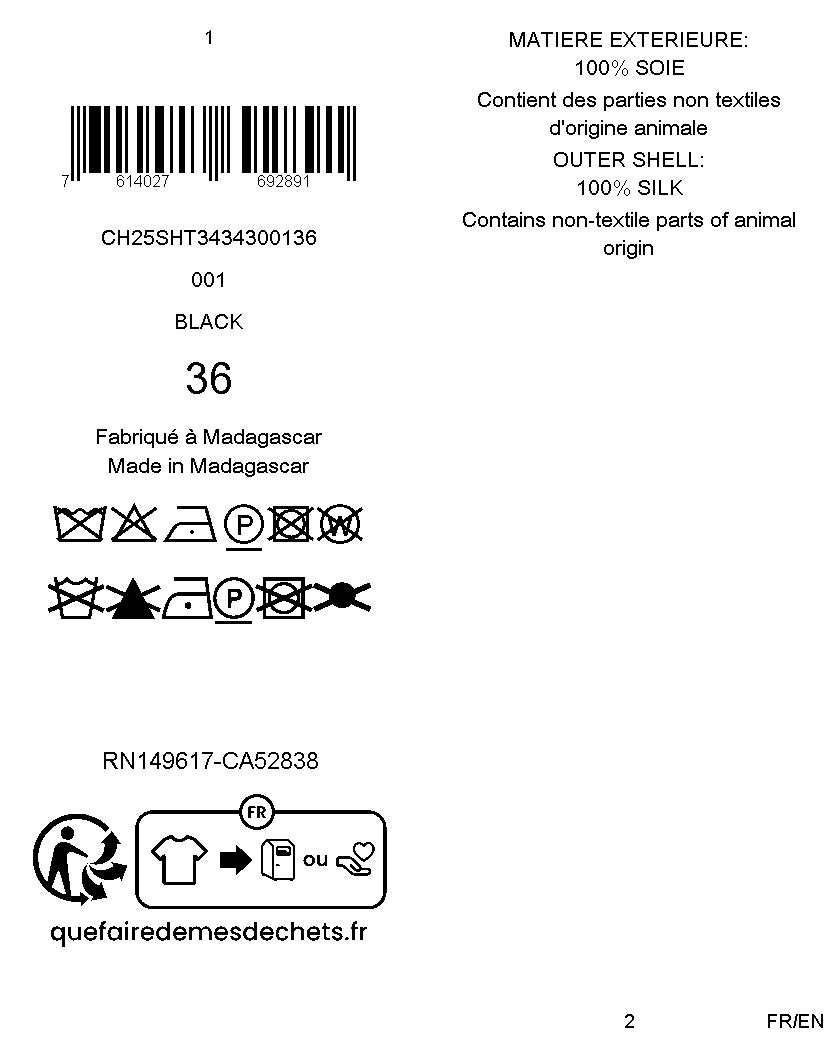 1
7 614027 692891
CH25SHT3434300136
001
BLACK
36
Fabriqué à Madagascar
Made in Madagascar
P W
P
RN149617-CA52838
FR
ou
quefairedemesdechets.fr
MATIERE EXTERIEURE:
100% SOIE
Contient des parties non textiles
d'origine animale
OUTER SHELL:
100% SILK
Contains non-textile parts of animal
origin
2
FR/EN